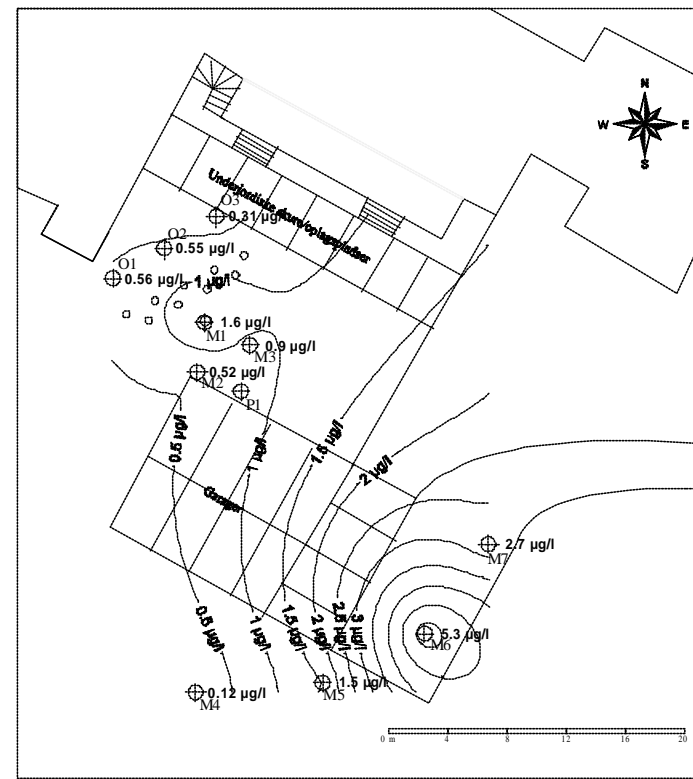 N
W E
S
Underjordiske skure/oplagspladser
O3
0.31 µg/l
O2
0.55 µg/l
O1
0.56 µg/l
1 µg/l
1.6 µg/l
M1
0.9 µg/l
M3
0.52 µg/l
M2
P1
0.5 µg/l
1 µg/l
1.5 µg/l
2 µg/l
Garager
2.7 µg/l
M7
0.5 µg/l
1 µg/l
1.5 µg/l
2 µg/l
2.5 µg/l
3 µg/l
5.3 µg/l
M6
0.12 µg/l
M4
1.5 µg/l
M5
0 m 4 8 12 16 20